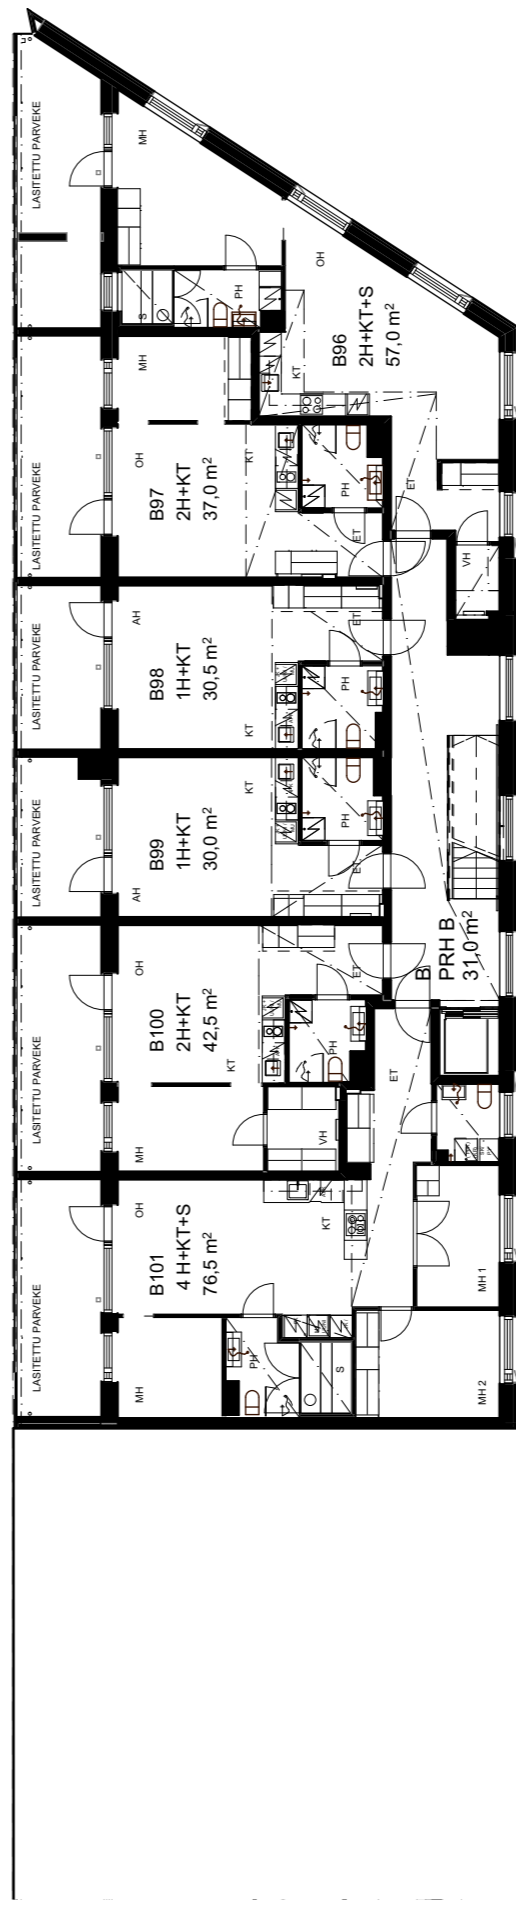 LASITETTU PARVEKE
MH
S
PH
OH
KT
B96
2H+KT+S
57,0 m²
ET
VH
LASITETTU PARVEKE
MH
OH
B97
2H+KT
37,0 m²
KT
PH
ET
LASITETTU PARVEKE
AH
B98
1H+KT
30,5 m²
KT
PH
ET
LASITETTU PARVEKE
AH
B99
1H+KT
30,0 m²
KT
PH
ET
B
PRH B
31,0 m²
LASITETTU PARVEKE
OH
MH
B100
2H+KT
42,5 m²
KT
PH
VH
ET
LASITETTU PARVEKE
OH
MH
B101
4 H+KT+S
76,5 m²
KT
PH
S
ET
MH 1
MH 2